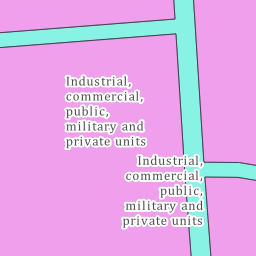 Industrial,
commercial,
public,
military and
private units
Industrial,
commercial,
public,
military and
private units